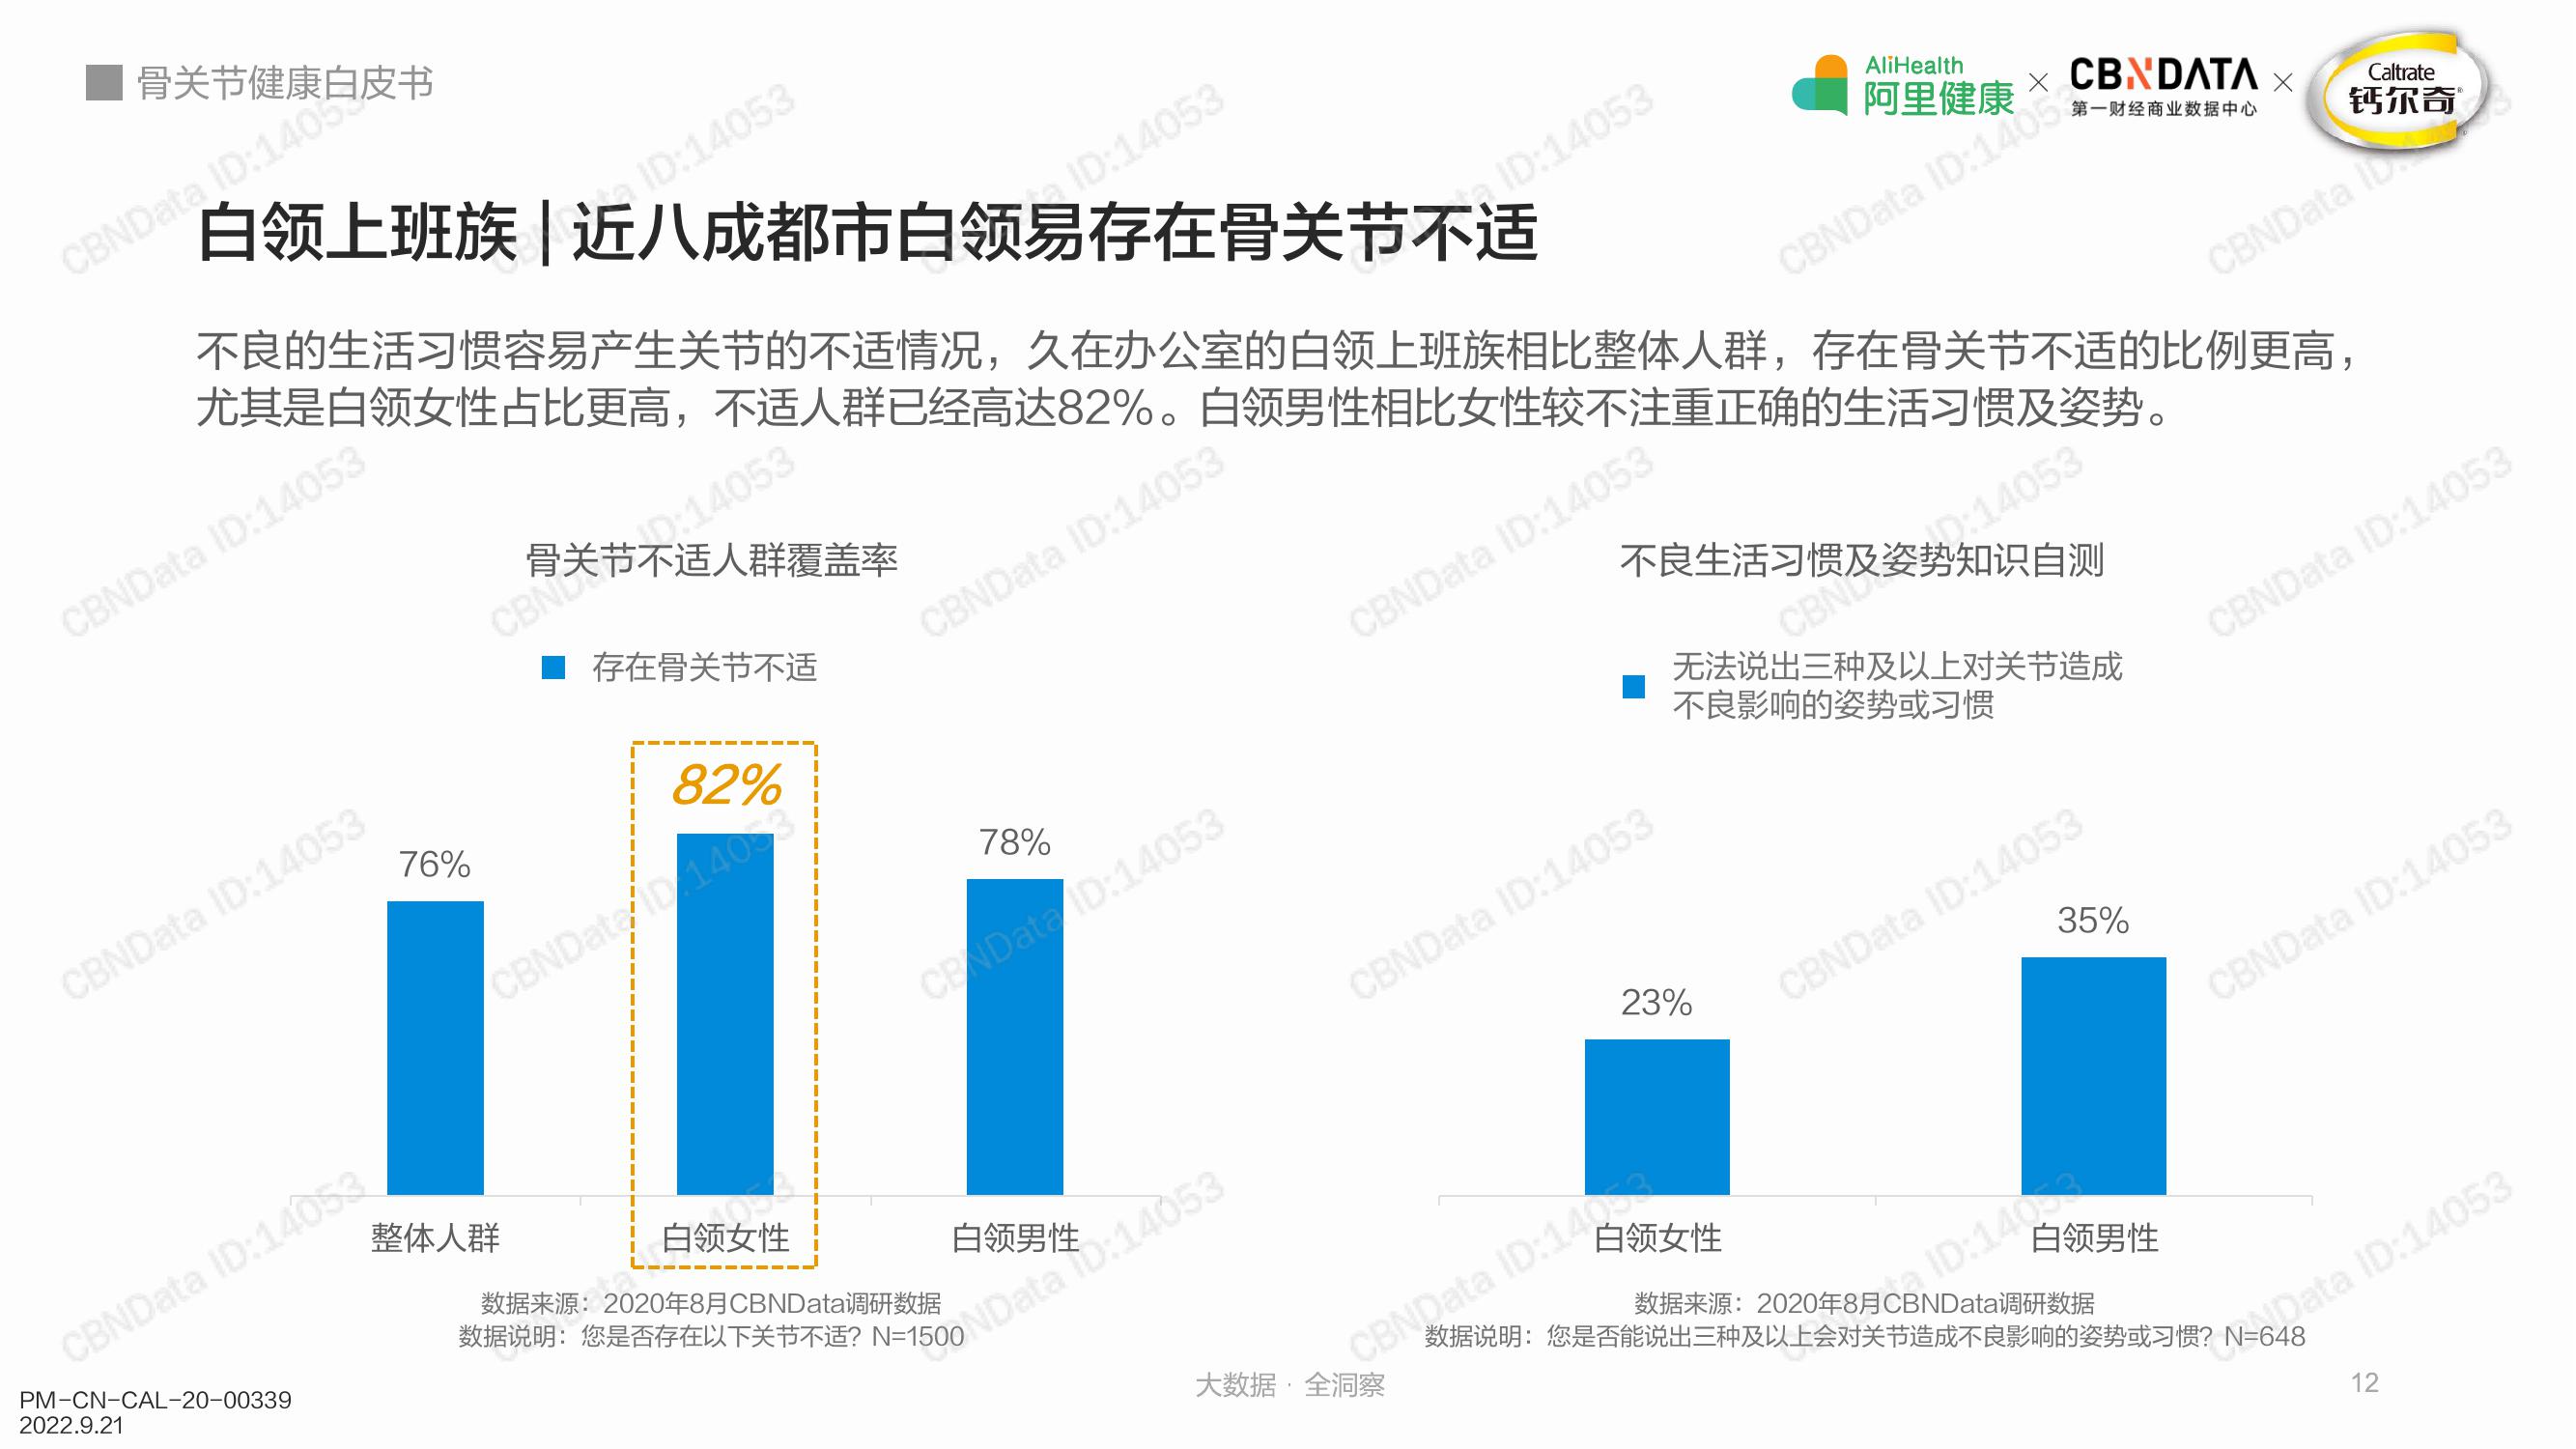 骨关节健康白皮书
AliHealth
阿里健康
×
CBNDATA
第一财经商业数据中心
×
Caltrate
钙尔奇
白领上班族 | 近八成都市白领易存在骨关节不适
不良的生活习惯容易产生关节的不适情况，久在办公室的白领上班族相比整体人群，存在骨关节不适的比例更高，
尤其是白领女性占比更高，不适人群已经高达82%。白领男性相比女性较不注重正确的生活习惯及姿势。
骨关节不适人群覆盖率
存在骨关节不适
76%
82%
78%
整体人群
白领女性
白领男性
数据来源：2020年8月CBNData调研数据
数据说明：您是否存在以下关节不适？N=1500
不良生活习惯及姿势知识自测
无法说出三种及以上对关节造成
不良影响的姿势或习惯
23%
35%
白领女性
白领男性
数据来源：2020年8月CBNData调研数据
数据说明：您是否能说出三种及以上会对关节造成不良影响的姿势或习惯？N=648
大数据 · 全洞察
12
PM-CN-CAL-20-00339
2022.9.21
CBNData ID:14053